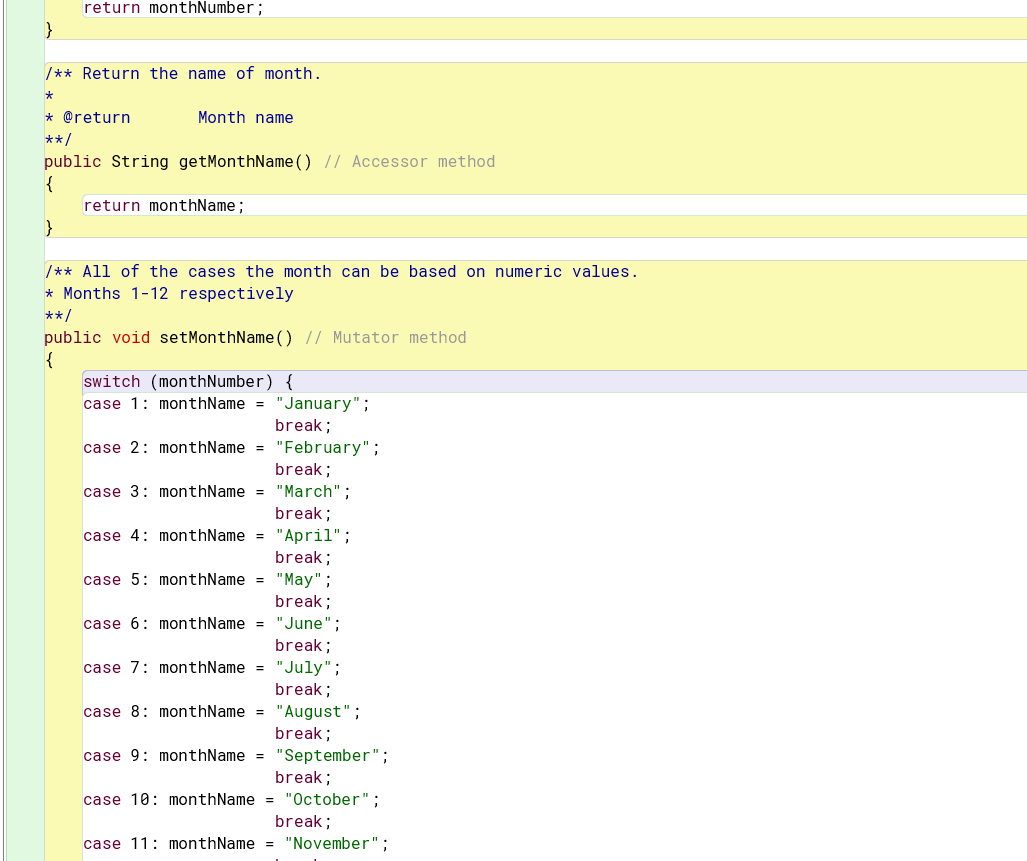 return monthNumber;
}
/** Return the name of month.
*
* @return       Month name
**/
public String getMonthName() // Accessor method
{
return monthName;
}
/** All of the cases the month can be based on numeric values.
* Months 1-12 respectively
**/
public void setMonthName() // Mutator method
{
switch (monthNumber) {
case 1: monthName = "January";
break;
case 2: monthName = "February";
break;
case 3: monthName = "March";
break;
case 4: monthName = "April";
break;
case 5: monthName = "May";
break;
case 6: monthName = "June";
break;
case 7: monthName = "July";
break;
case 8: monthName = "August";
break;
case 9: monthName = "September";
break;
case 10: monthName = "October";
break;
case 11: monthName = "November";